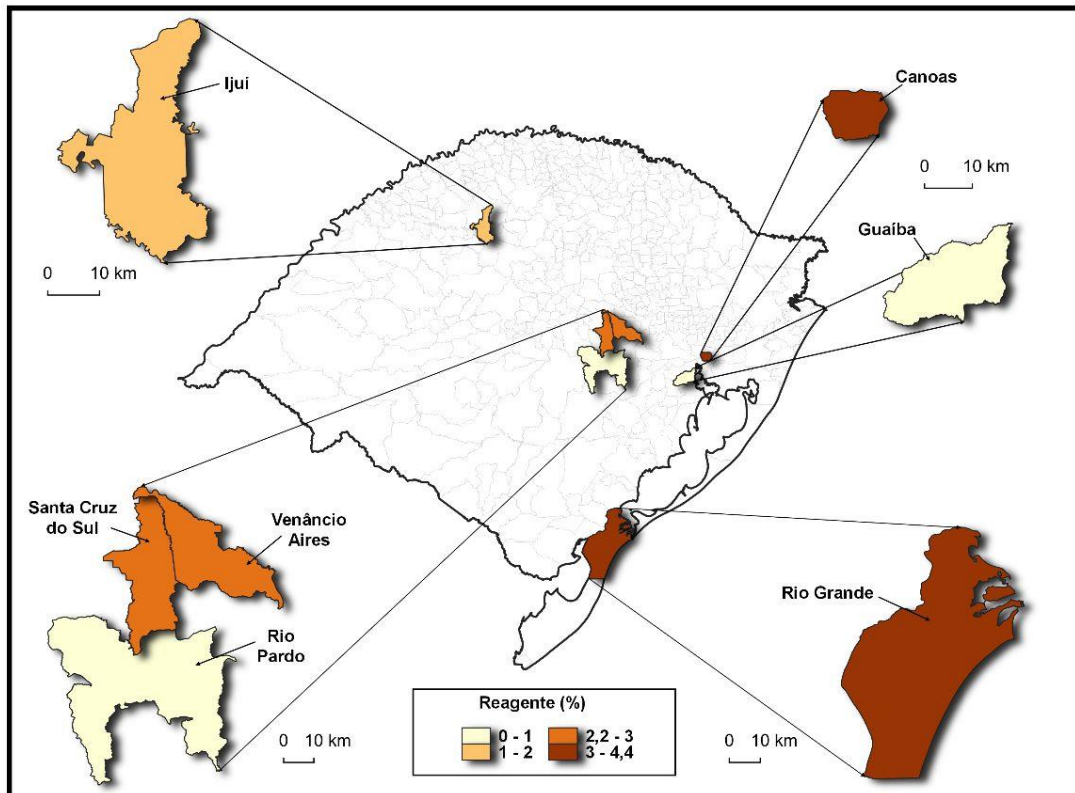 Ijuí
0 10 km
Canoas
0 10 km
Guaíba
Santa Cruz
do Sul
Venâncio
Aires
Rio
Pardo
0 10 km
Rio Grande
0 10 km
Reagente (%)
0 - 1
1 - 2
2,2 - 3
3 - 4,4